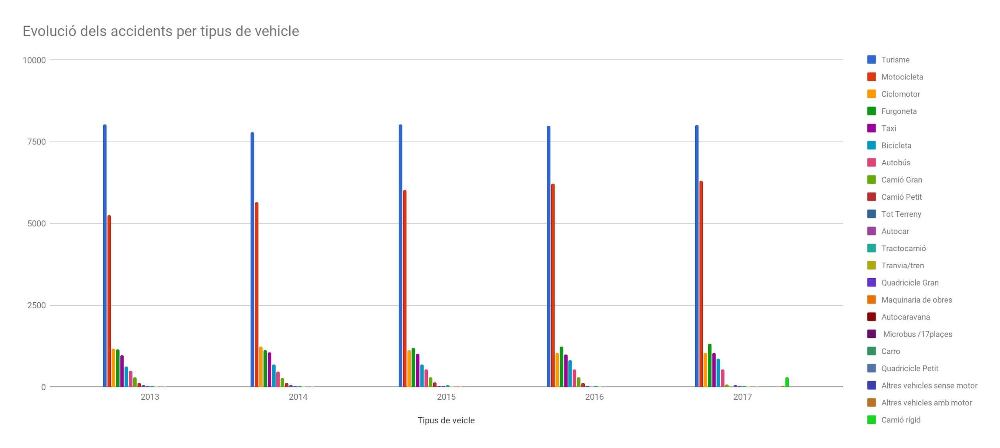 Evolució dels accidents per tipus de vehicle
10000
7500
5000
2500
0
2013
2014
2015
2016
2017
Tipus de veicle
Turisme
Motocicleta
Ciclomotor
Furgoneta
Taxi
Bicicleta
Autobús
Camió Gran
Camió Petit
Tot Terreny
Autocar
Tractocamió
Tranvia/tren
Quadricicle Gran
Maquinaria de obres
Autocaravana
Microbus /17plaçes
Carro
Quadricicle Petit
Altres vehicles sense motor
Altres vehicles amb motor
Camió rígid